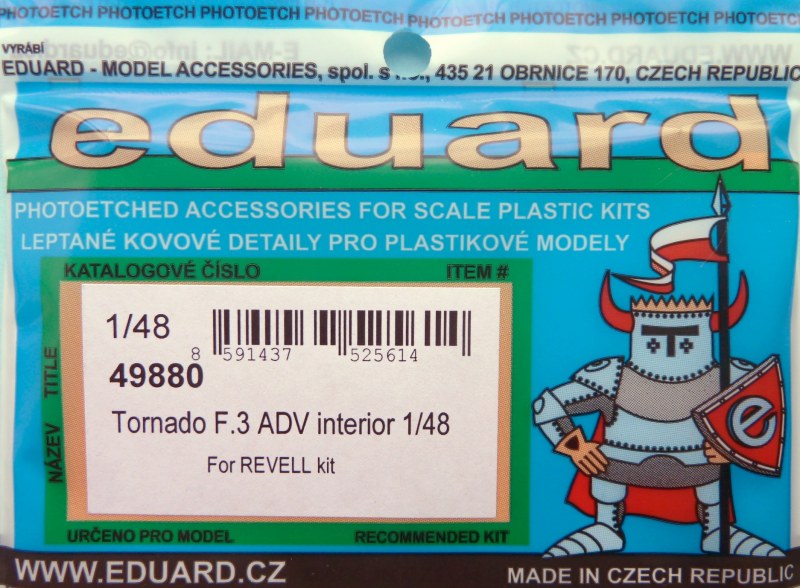 PHOTOETCH PHOTOETCH PHOTOETCH PHOTOETCH PHOTOETCH PHOTOETCH PHOTOETCH PHOTOETCH
VYRÁBÍ
EDUARD - MODEL ACCESSORIES, spol. s r.o., 435 21 OBRNICE 170, CZECH REPUBLIC
eduard
PHOTOETCHED ACCESSORIES FOR SCALE PLASTIC KITS
LEPTANÉ KOVOVÉ DETAILY PRO PLASTIKOVÉ MODELY
KATALOGOVÉ ČÍSLO ITEM #
NÁZEV TITLE
1/48
8 591437 525614
49880
Tornado F.3 ADV interior 1/48
For REVELL kit
e
URČENO PRO MODEL RECOMMENDED KIT
WWW.EDUARD.CZ MADE IN CZECH REPUBLIC